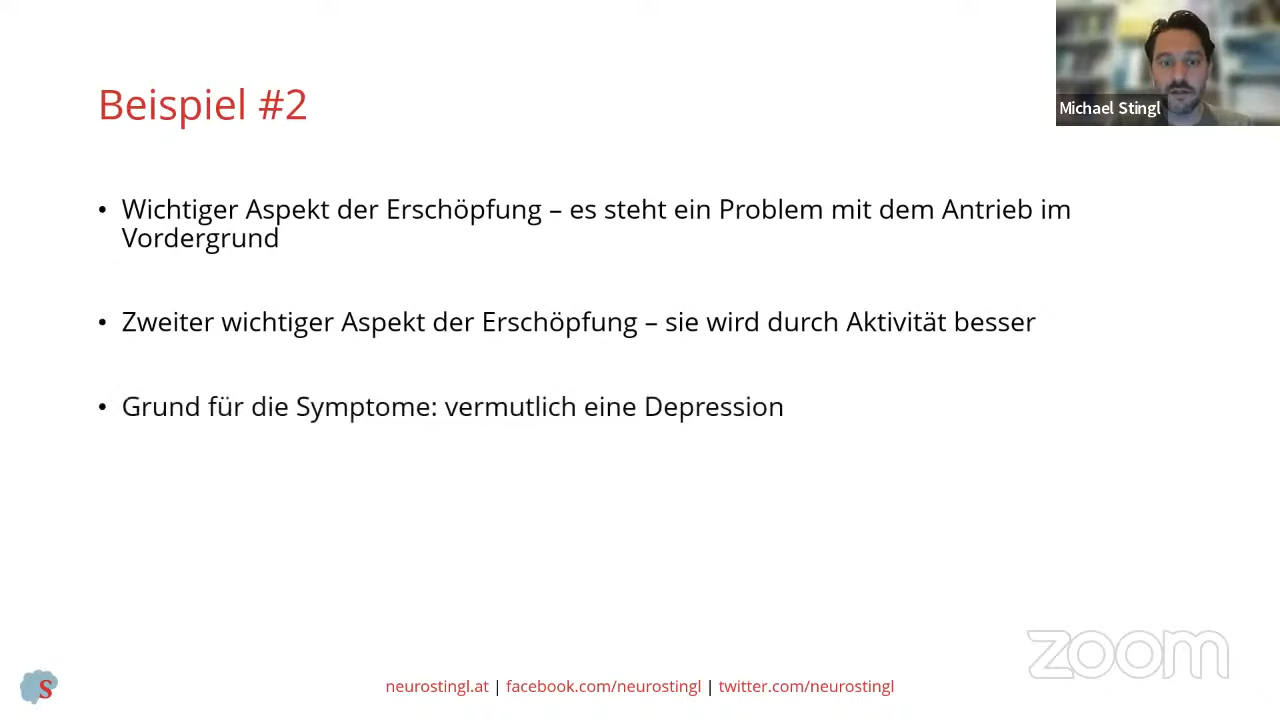 Beispiel #2
Michael Stingl
• Wichtiger Aspekt der Erschöpfung – es steht ein Problem mit dem Antrieb im
Vordergrund
• Zweiter wichtiger Aspekt der Erschöpfung – sie wird durch Aktivität besser
• Grund für die Symptome: vermutlich eine Depression
zoom
S
neurostingl.at | facebook.com/neurostingl | twitter.com/neurostingl